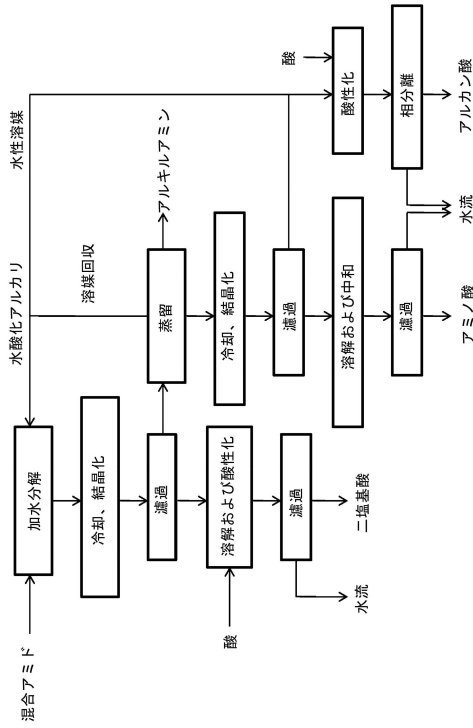 混合アミド
水酸化アルカリ
水性溶媒
加水分解
溶媒回収
冷却、結晶化
濾過
蒸留
アルキルアミン
酸
溶解および酸性化
冷却、結晶化
濾過
酸
酸性化
濾過
溶解および中和
相分離
濾過
水流
二塩基酸
アミノ酸
水流
アルカン酸